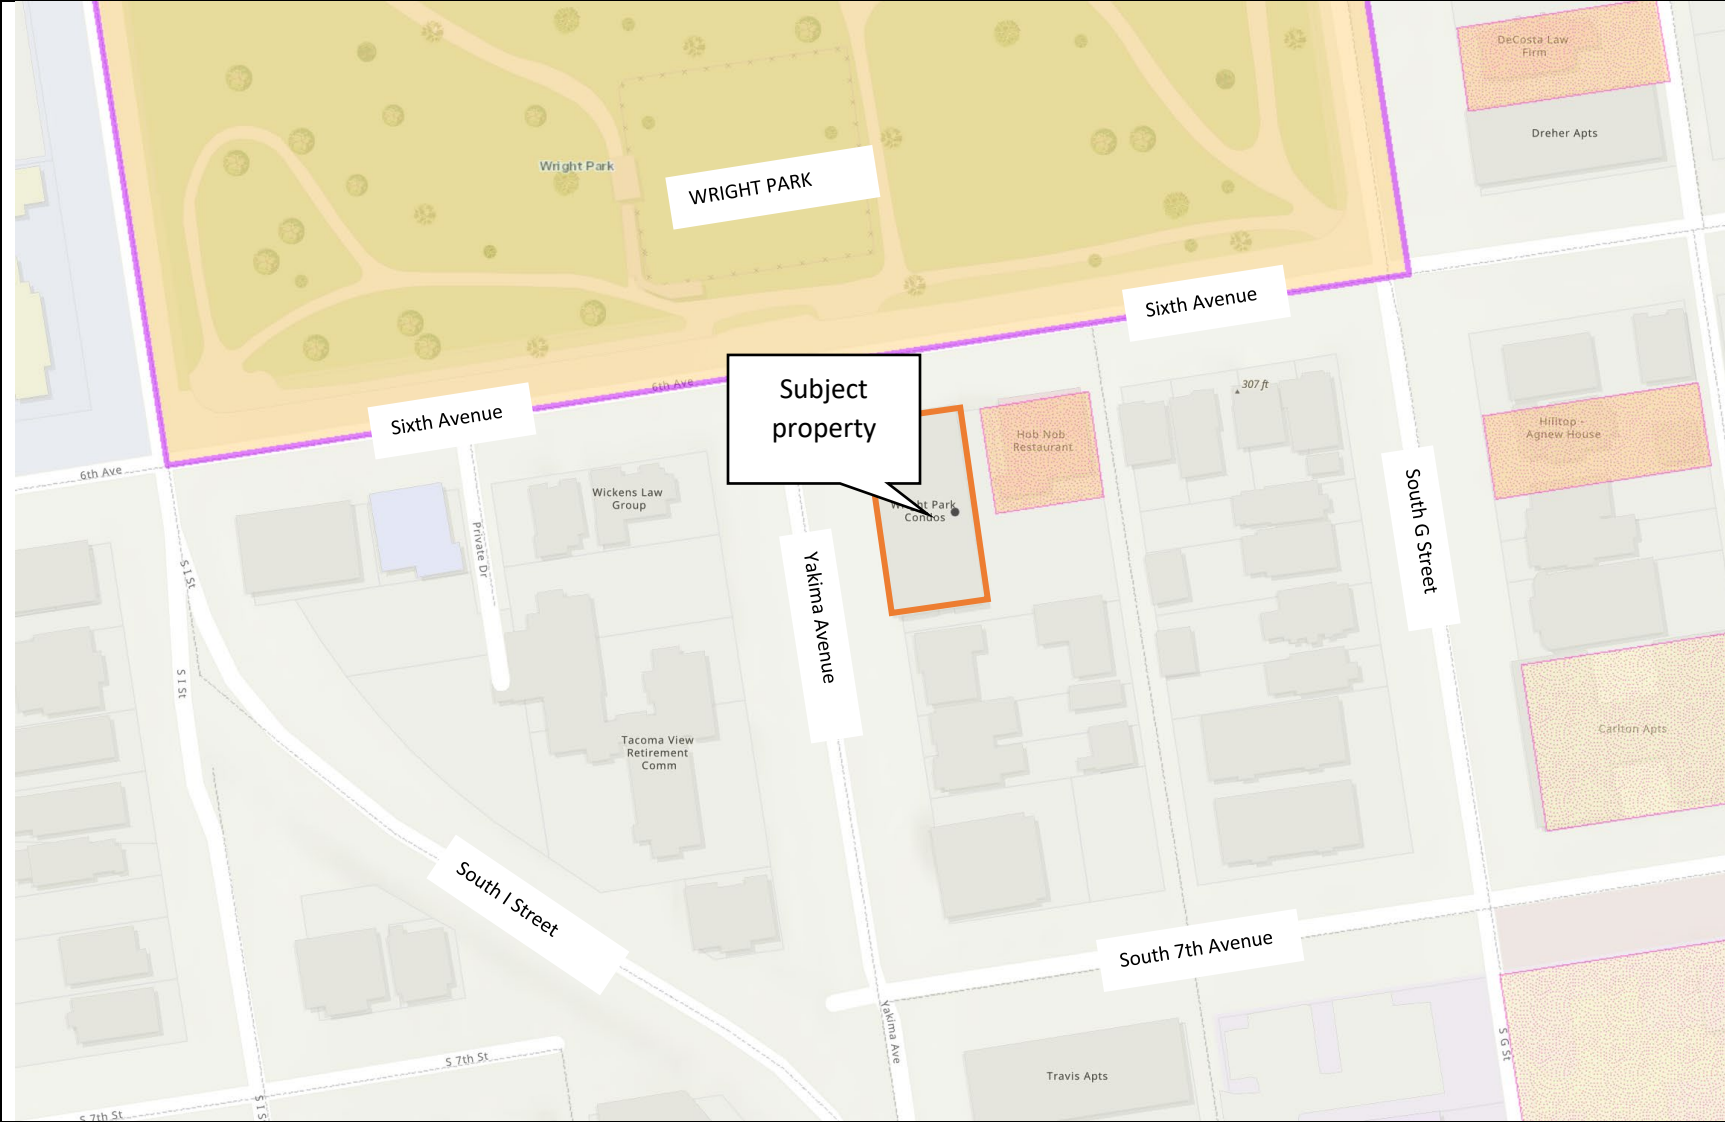 DeCosta Law
Firm
Dreher Apts
Wright Park
WRIGHT PARK
Sixth Avenue
6th Ave
Subject
property
Sixth Avenue
307 ft
Hob Nob
Restaurant
Hilltop -
Agnew House
6th Ave
Wickens Law
Group
Wright Park
Condos
Private Dr
South G Street
S I St
Yakima Avenue
S I St
Tacoma View
Retirement
Comm
Carlton Apts
South I Street
South 7th Avenue
Yakima Ave
S G St
S 7th St
Travis Apts
S 7th St
S I S